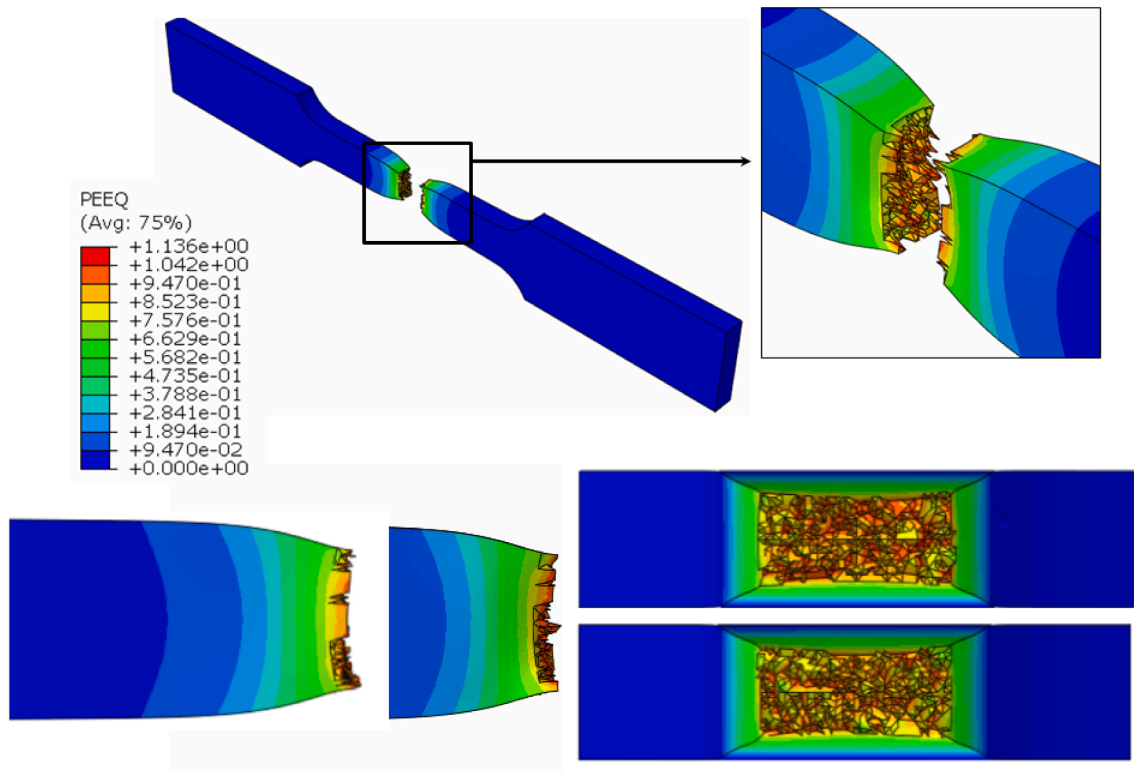 PEEQ
(Avg: 75%)
+1.136e+00
+1.042e+00
+9.470e-01
+8.523e-01
+7.576e-01
+6.629e-01
+5.682e-01
+4.735e-01
+3.788e-01
+2.841e-01
+1.894e-01
+9.470e-02
+0.000e+00